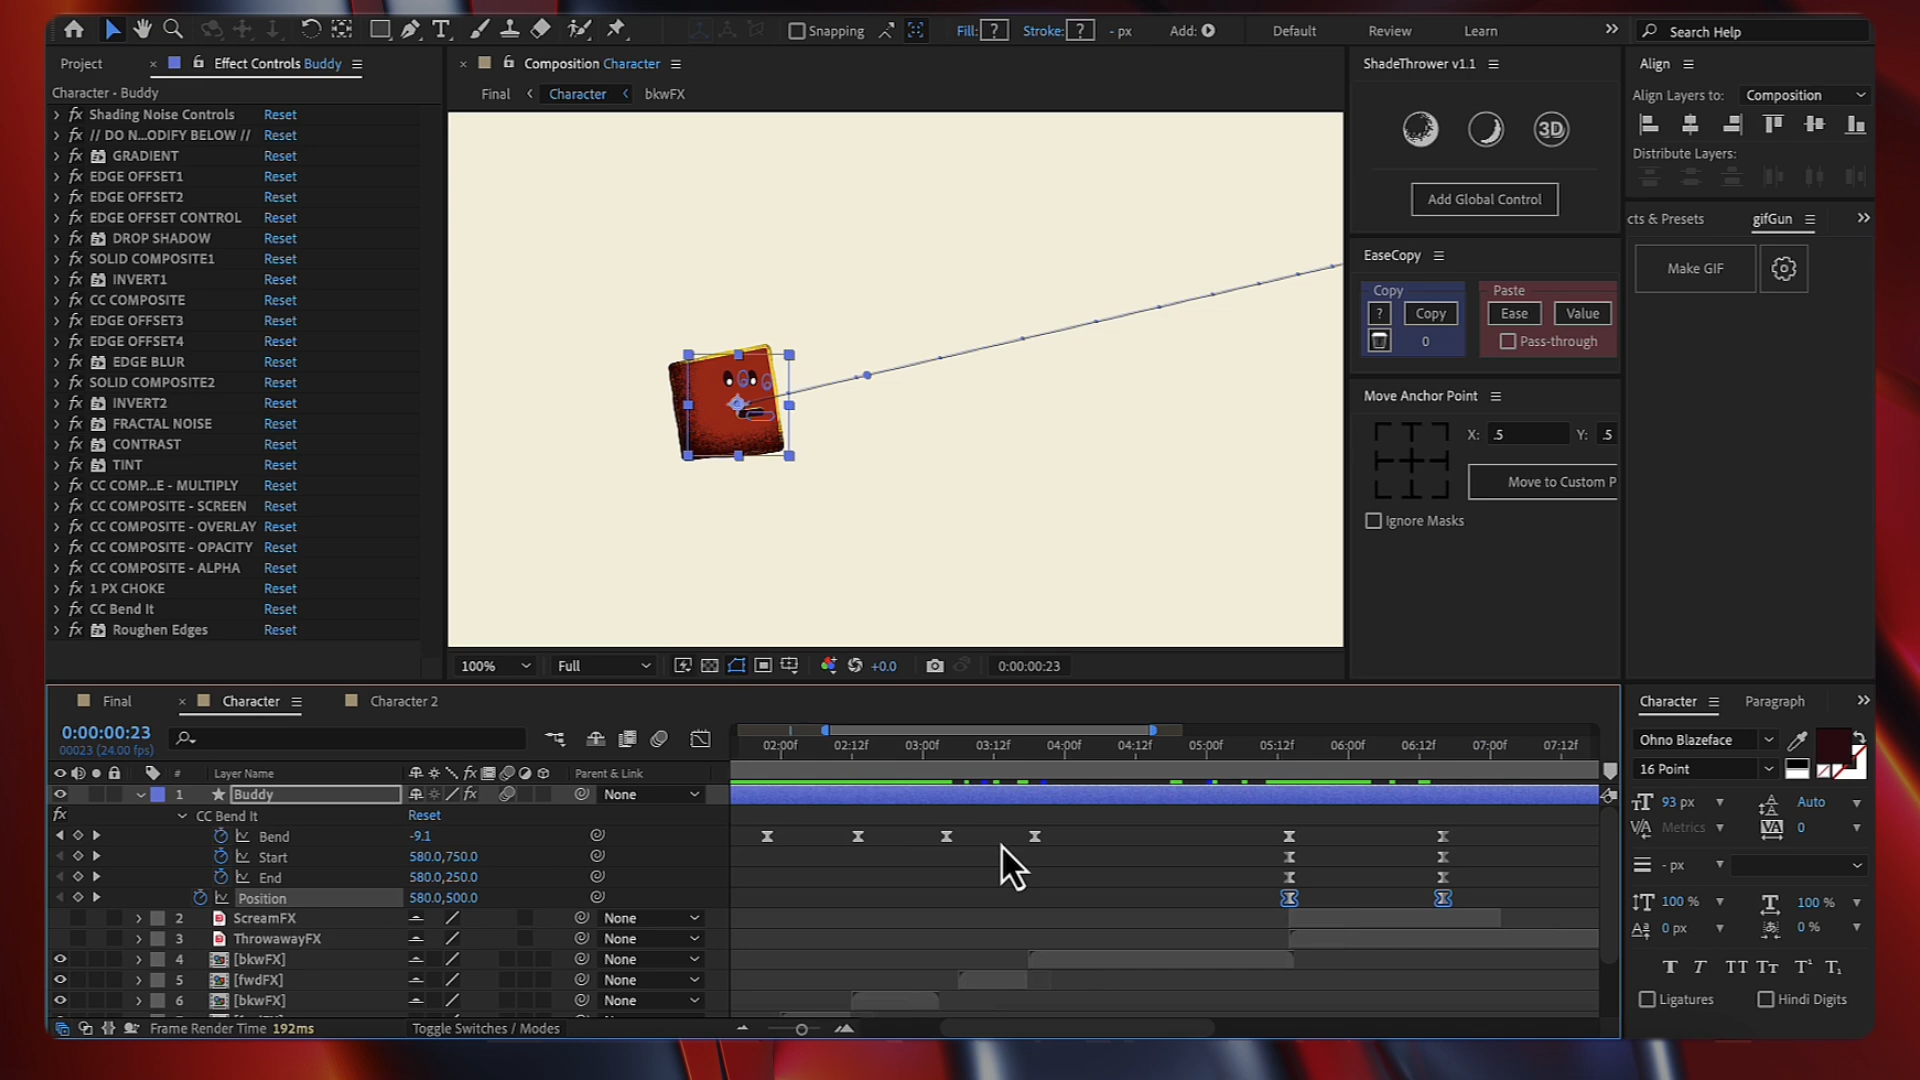 Snapping
Fill: ?
Stroke: ?
- px
Add:
Default
Review
Learn
Search Help
Project
Effect Controls Buddy
Composition Character
ShadeThrower v1.1
Align
Character - Buddy
Final
Character
bkwFX
Align Layers to:
Composition
Shading Noise Controls Reset
// DO N...ODIFY BELOW // Reset
GRADIENT Reset
EDGE OFFSET1 Reset
EDGE OFFSET2 Reset
EDGE OFFSET CONTROL Reset
DROP SHADOW Reset
SOLID COMPOSITE1 Reset
INVERT1 Reset
CC COMPOSITE Reset
EDGE OFFSET3 Reset
EDGE OFFSET4 Reset
EDGE BLUR Reset
SOLID COMPOSITE2 Reset
INVERT2 Reset
FRACTAL NOISE Reset
CONTRAST Reset
TINT Reset
CC COMP...E - MULTIPLY Reset
CC COMPOSITE - SCREEN Reset
CC COMPOSITE - OVERLAY Reset
CC COMPOSITE - OPACITY Reset
CC COMPOSITE - ALPHA Reset
1 PX CHOKE Reset
CC Bend It Reset
Roughen Edges Reset
3D
Add Global Control
Distribute Layers:
cts & Presets
gifGun
Make GIF
EaseCopy
Copy
Paste
?
Copy
Ease
Value
0
Pass-through
Move Anchor Point
X: .5
Y: .5
Move to Custom P
Ignore Masks
100%
Full
+0.0
0:00:00:23
Final
Character
Character 2
0:00:00:23
00023 (24.00 fps)
02:00f 02:12f 03:00f 03:12f 04:00f 04:12f 05:00f 05:12f 06:00f 06:12f 07:00f 07:12f
# Layer Name fx Parent & Link
1 Buddy fx None
fx CC Bend It Reset
Bend -9.1
Start 580.0,750.0
End 580.0,250.0
Position 580.0,500.0
2 ScreamFX None
3 ThrowawayFX None
4 [bkwFX] None
5 [fwdFX] None
6 [bkwFX] None
Frame Render Time 192ms
Toggle Switches / Modes
Character
Paragraph
Ohno Blazeface
16 Point
93 px
Auto
Metrics
0
- px
100 %
100 %
0 px
0 %
T T TT Tt T¹ T₁
Ligatures
Hindi Digits